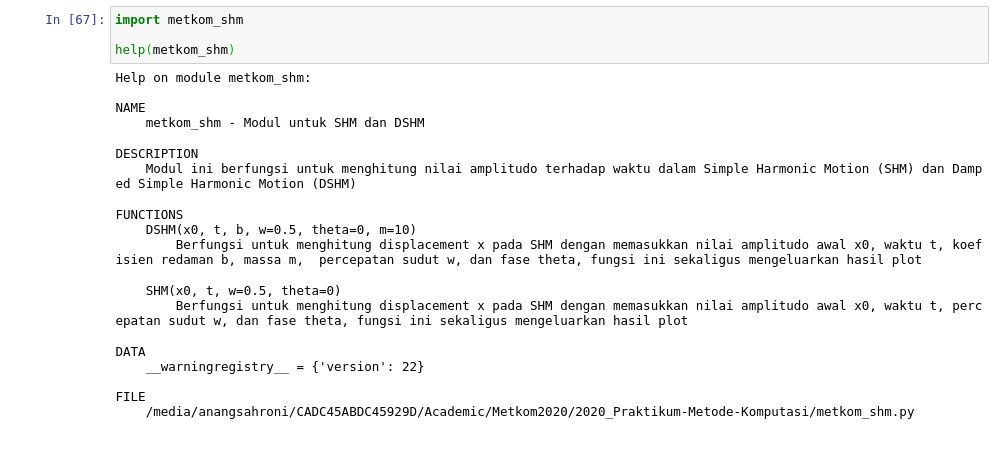 In [67]: import metkom_shm
help(metkom_shm)
Help on module metkom_shm:
NAME
    metkom_shm - Modul untuk SHM dan DSHM
DESCRIPTION
    Modul ini berfungsi untuk menghitung nilai amplitudo terhadap waktu dalam Simple Harmonic Motion (SHM) dan Damp
ed Simple Harmonic Motion (DSHM)
FUNCTIONS
    DSHM(x0, t, b, w=0.5, theta=0, m=10)
        Berfungsi untuk menghitung displacement x pada SHM dengan memasukkan nilai amplitudo awal x0, waktu t, koef
isien redaman b, massa m,  percepatan sudut w, dan fase theta, fungsi ini sekaligus mengeluarkan hasil plot
    SHM(x0, t, w=0.5, theta=0)
        Berfungsi untuk menghitung displacement x pada SHM dengan memasukkan nilai amplitudo awal x0, waktu t, perc
epatan sudut w, dan fase theta, fungsi ini sekaligus mengeluarkan hasil plot
DATA
    __warningregistry__ = {'version': 22}
FILE
    /media/anangsahroni/CADC45ABDC45929D/Academic/Metkom2020/2020_Praktikum-Metode-Komputasi/metkom_shm.py